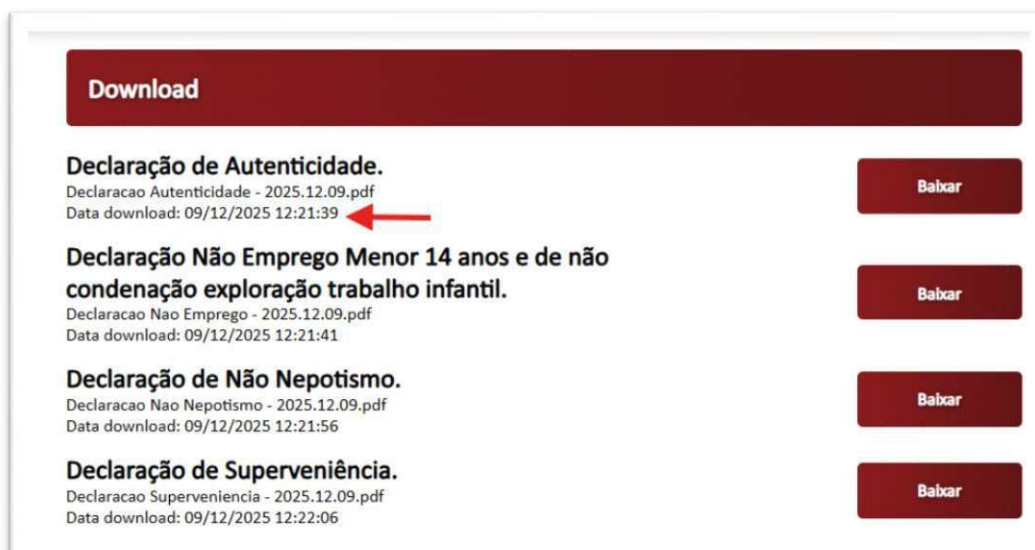 Download
Declaração de Autenticidade.
Declaracao Autenticidade - 2025.12.09.pdf
Data download: 09/12/2025 12:21:39
Baixar
Declaração Não Emprego Menor 14 anos e de não
condenação exploração trabalho infantil.
Declaracao Nao Emprego - 2025.12.09.pdf
Data download: 09/12/2025 12:21:41
Baixar
Declaração de Não Nepotismo.
Declaracao Nao Nepotismo - 2025.12.09.pdf
Data download: 09/12/2025 12:21:56
Baixar
Declaração de Superveniência.
Declaracao Superveniencia - 2025.12.09.pdf
Data download: 09/12/2025 12:22:06
Baixar